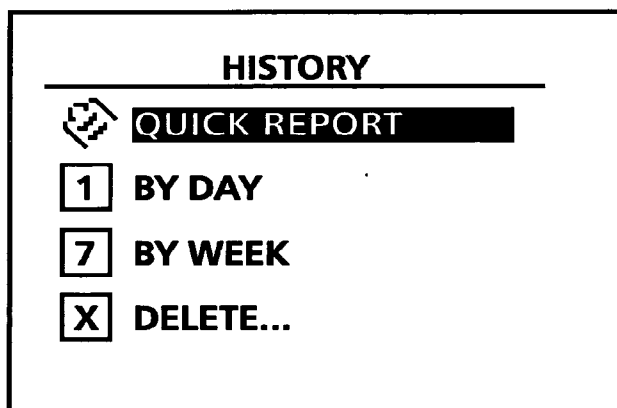 HISTORY
QUICK REPORT
1 BY DAY
7 BY WEEK
X DELETE...